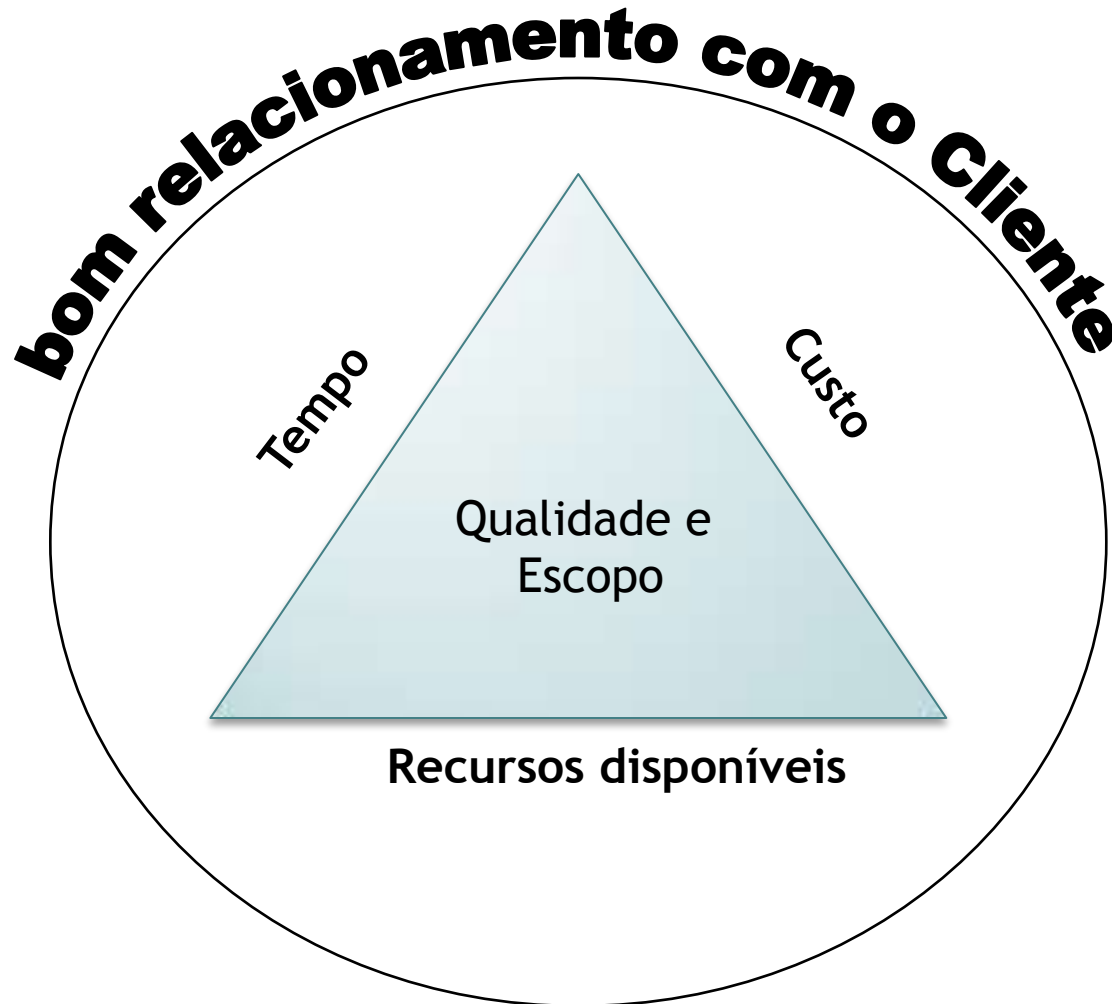 bom relacionamento com o Cliente
Tempo
Custo
Qualidade e
Escopo
Recursos disponíveis